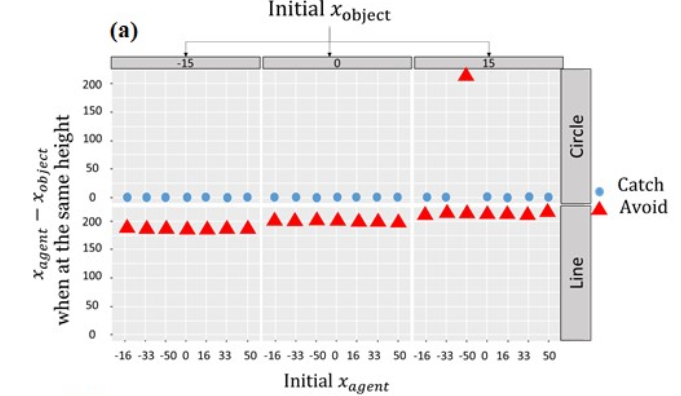 Initial x_object
(a)
-15 0 15
200
150
100
50
0
Circle
200
150
100
50
0
Line
x_agent − x_object
when at the same height
Catch
Avoid
-16 -33 -50 0 16 33 50 -16 -33 -50 0 16 33 50 -16 -33 -50 0 16 33 50
Initial x_agent